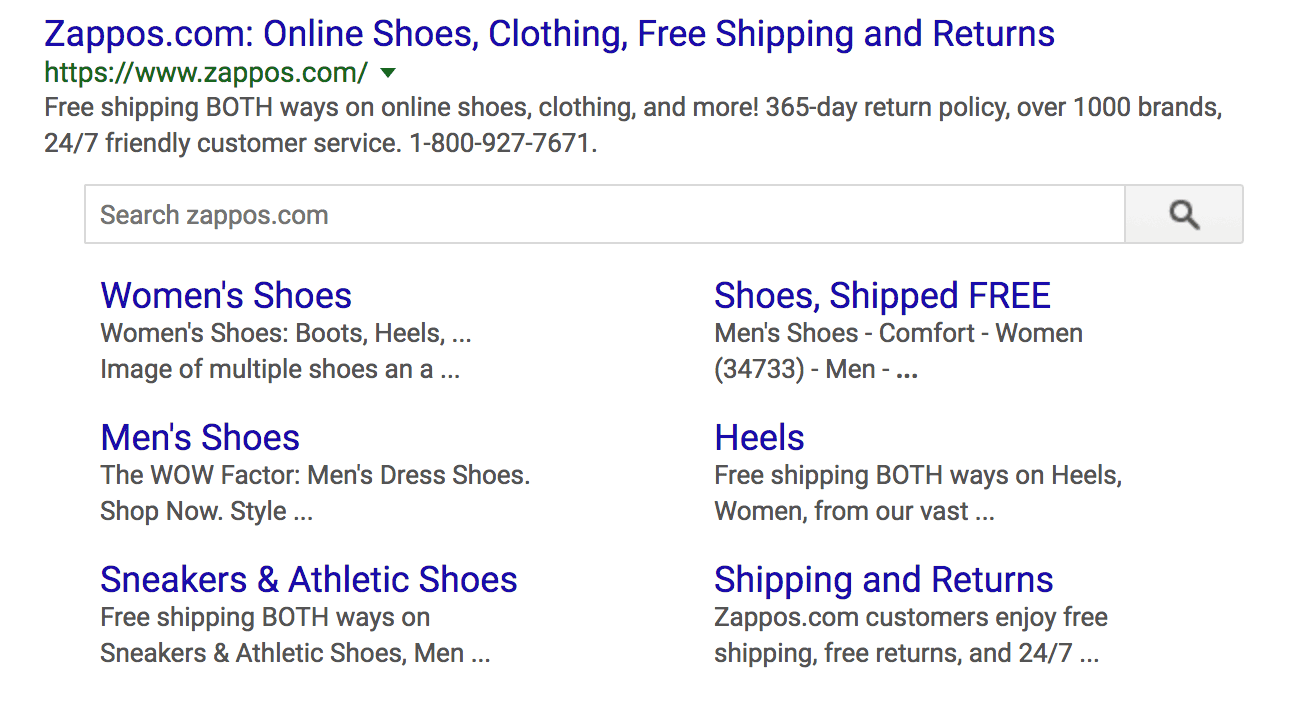 Zappos.com: Online Shoes, Clothing, Free Shipping and Returns
https://www.zappos.com/
Free shipping BOTH ways on online shoes, clothing, and more! 365-day return policy, over 1000 brands,
24/7 friendly customer service. 1-800-927-7671.
Search zappos.com
Women's Shoes
Women's Shoes: Boots, Heels, ...
Image of multiple shoes an a ...
Shoes, Shipped FREE
Men's Shoes - Comfort - Women
(34733) - Men - ...
Men's Shoes
The WOW Factor: Men's Dress Shoes.
Shop Now. Style ...
Heels
Free shipping BOTH ways on Heels,
Women, from our vast ...
Sneakers & Athletic Shoes
Free shipping BOTH ways on
Sneakers & Athletic Shoes, Men ...
Shipping and Returns
Zappos.com customers enjoy free
shipping, free returns, and 24/7 ...